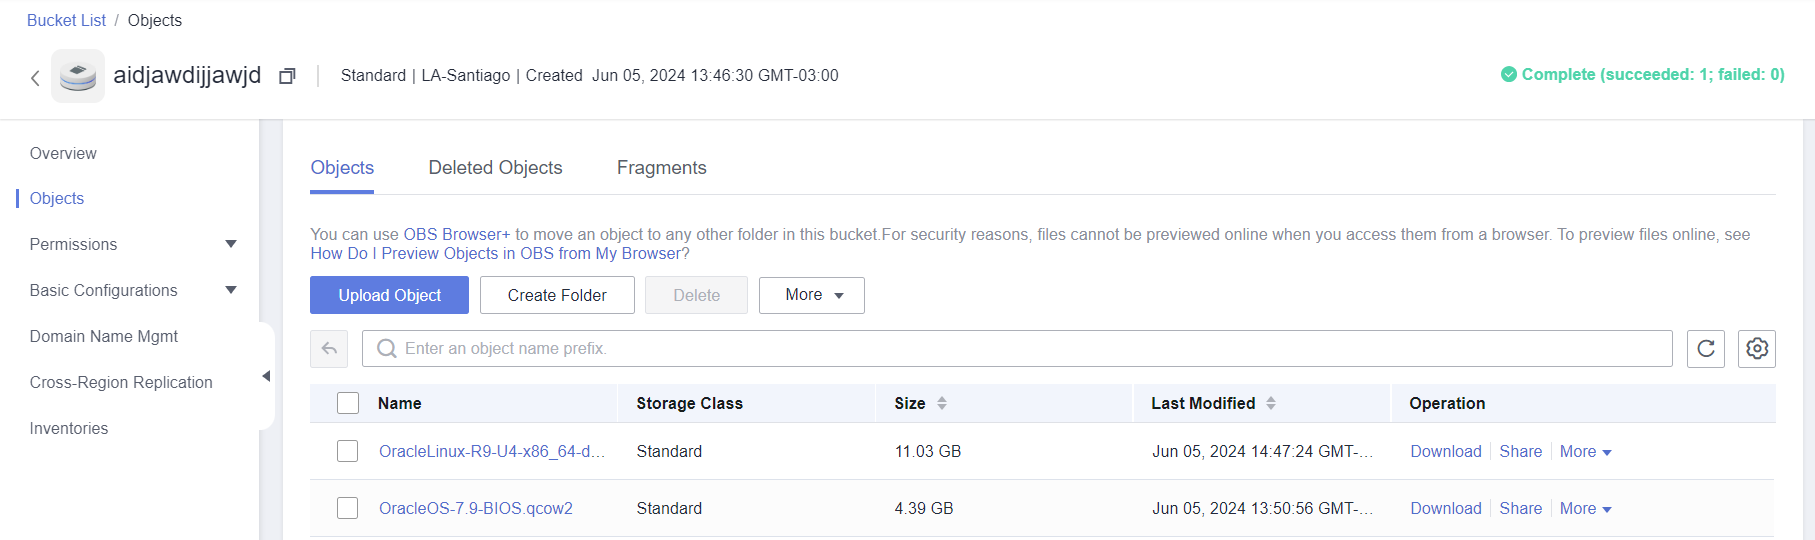 Bucket List / Objects
aidjawdijjawjd
Standard | LA-Santiago | Created Jun 05, 2024 13:46:30 GMT-03:00
Complete (succeeded: 1; failed: 0)
Overview
Objects
Permissions
Basic Configurations
Domain Name Mgmt
Cross-Region Replication
Inventories
Objects Deleted Objects Fragments
You can use OBS Browser+ to move an object to any other folder in this bucket.For security reasons, files cannot be previewed online when you access them from a browser. To preview files online, see
How Do I Preview Objects in OBS from My Browser?
Upload Object Create Folder Delete More
Enter an object name prefix.
Name Storage Class Size Last Modified Operation
OracleLinux-R9-U4-x86_64-d... Standard 11.03 GB Jun 05, 2024 14:47:24 GMT-... Download Share More
OracleOS-7.9-BIOS.qcow2 Standard 4.39 GB Jun 05, 2024 13:50:56 GMT-... Download Share More